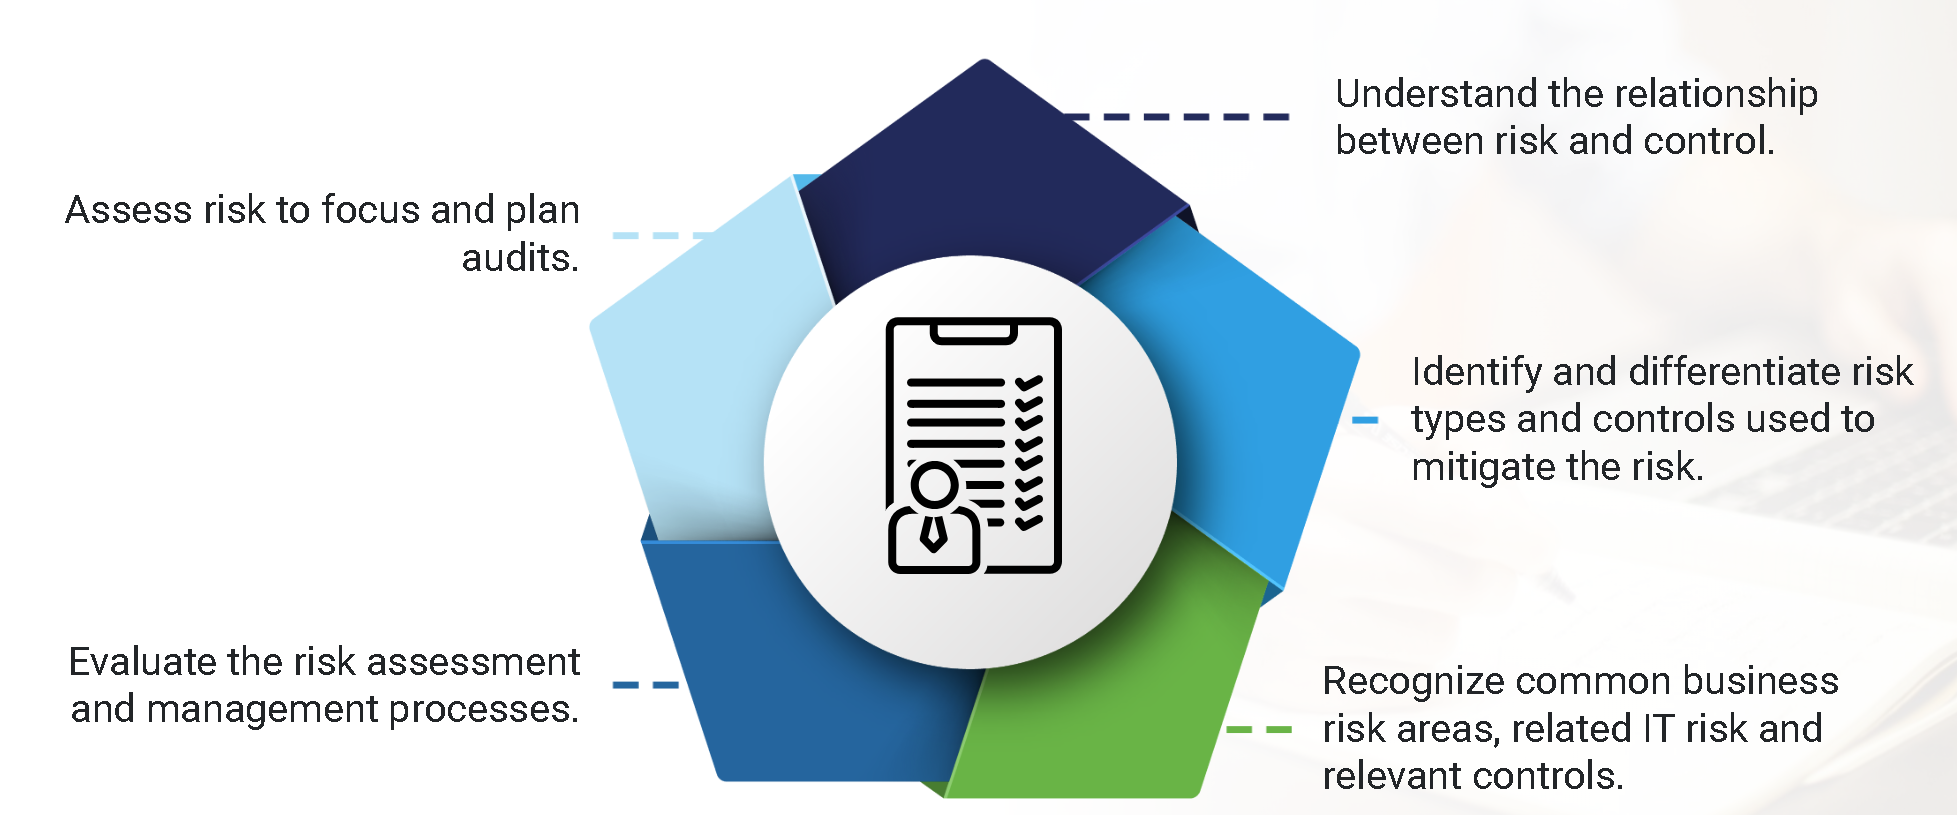 Understand the relationship
between risk and control.
Assess risk to focus and plan
audits.
Identify and differentiate risk
types and controls used to
mitigate the risk.
Evaluate the risk assessment
and management processes.
Recognize common business
risk areas, related IT risk and
relevant controls.